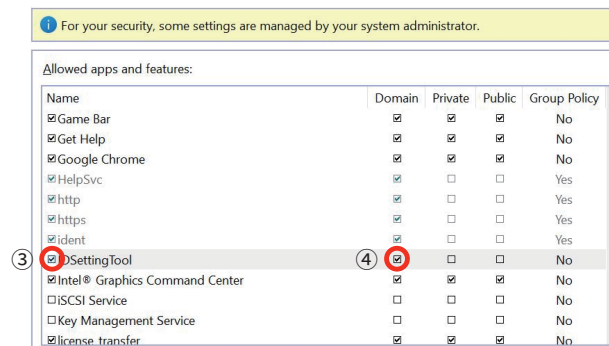 For your security, some settings are managed by your system administrator.
Allowed apps and features:
Name Domain Private Public Group Policy
Game Bar No
Get Help No
Google Chrome No
HelpSvc Yes
http Yes
https Yes
ident Yes
③ DSettingTool ④ No
Intel® Graphics Command Center No
iSCSI Service No
Key Management Service No
license transfer No